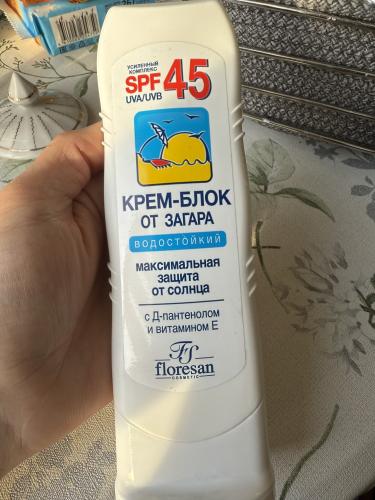 УСИЛЕННЫЙ
КОМПЛЕКС
SPF 45
UVA/UVB
КРЕМ-БЛОК
ОТ ЗАГАРА
ВОДОСТОЙКИЙ
МАКСИМАЛЬНАЯ
ЗАЩИТА
ОТ СОЛНЦА
с Д-пантенолом
и витамином Е
FS
floresan
COSMETIC